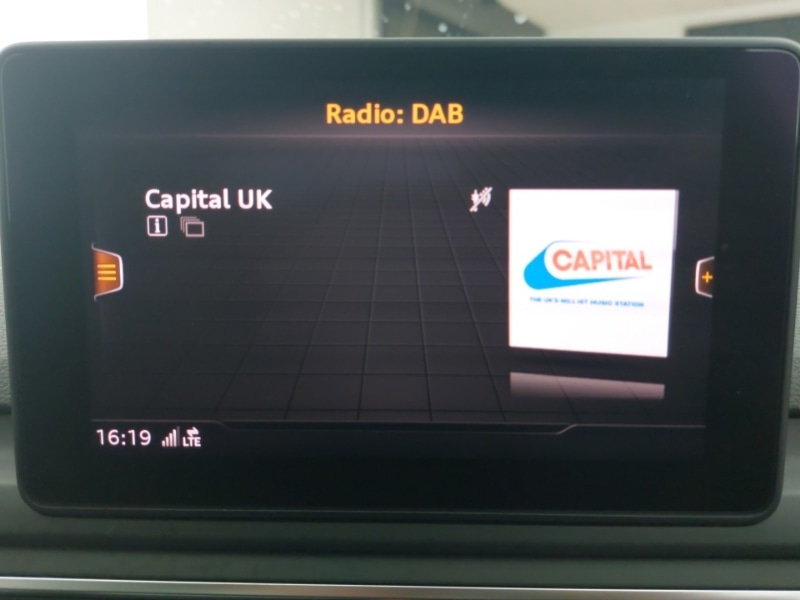 Radio: DAB
Capital UK
CAPITAL
THE UK'S NO.1 HIT MUSIC STATION
16:19 LTE